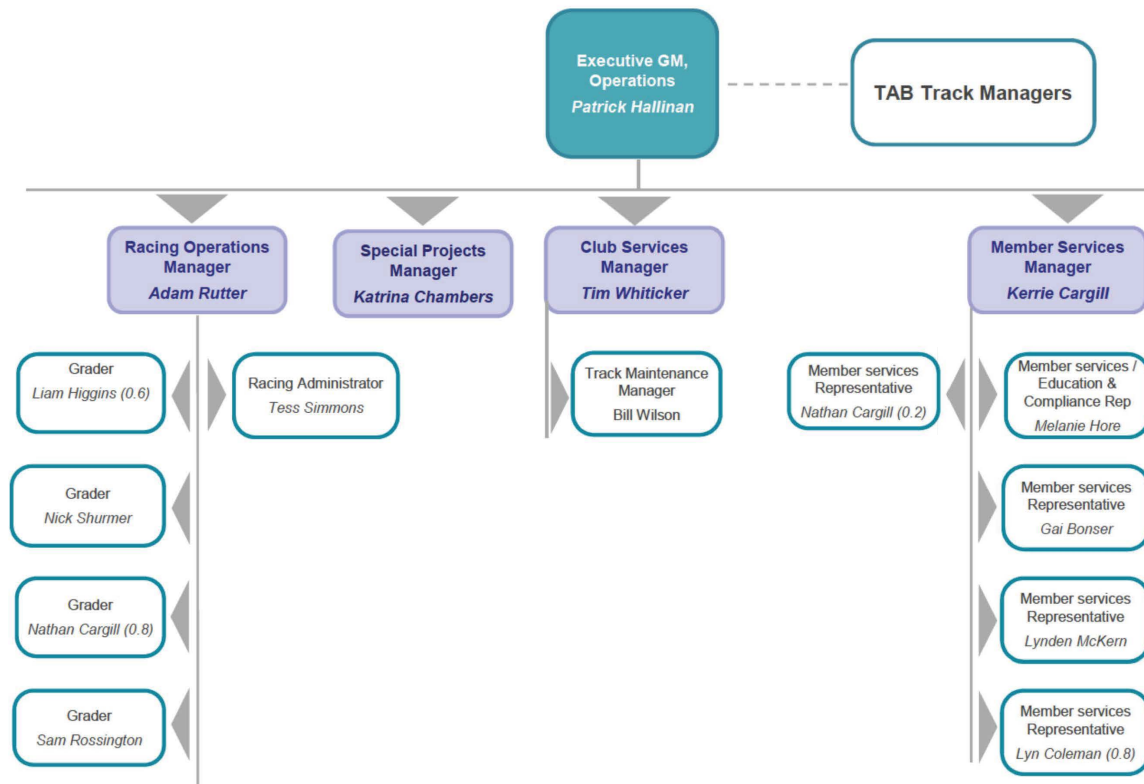 Executive GM,
Operations
Patrick Hallinan
TAB Track Managers
Racing Operations
Manager
Adam Rutter
Special Projects
Manager
Katrina Chambers
Club Services
Manager
Tim Whiticker
Member Services
Manager
Kerrie Cargill
Grader
Liam Higgins (0.6)
Racing Administrator
Tess Simmons
Track Maintenance
Manager
Bill Wilson
Member services
Representative
Nathan Cargill (0.2)
Member services /
Education &
Compliance Rep
Melanie Hore
Grader
Nick Shurmer
Member services
Representative
Gai Bonser
Grader
Nathan Cargill (0.8)
Member services
Representative
Lynden McKern
Grader
Sam Rossington
Member services
Representative
Lyn Coleman (0.8)